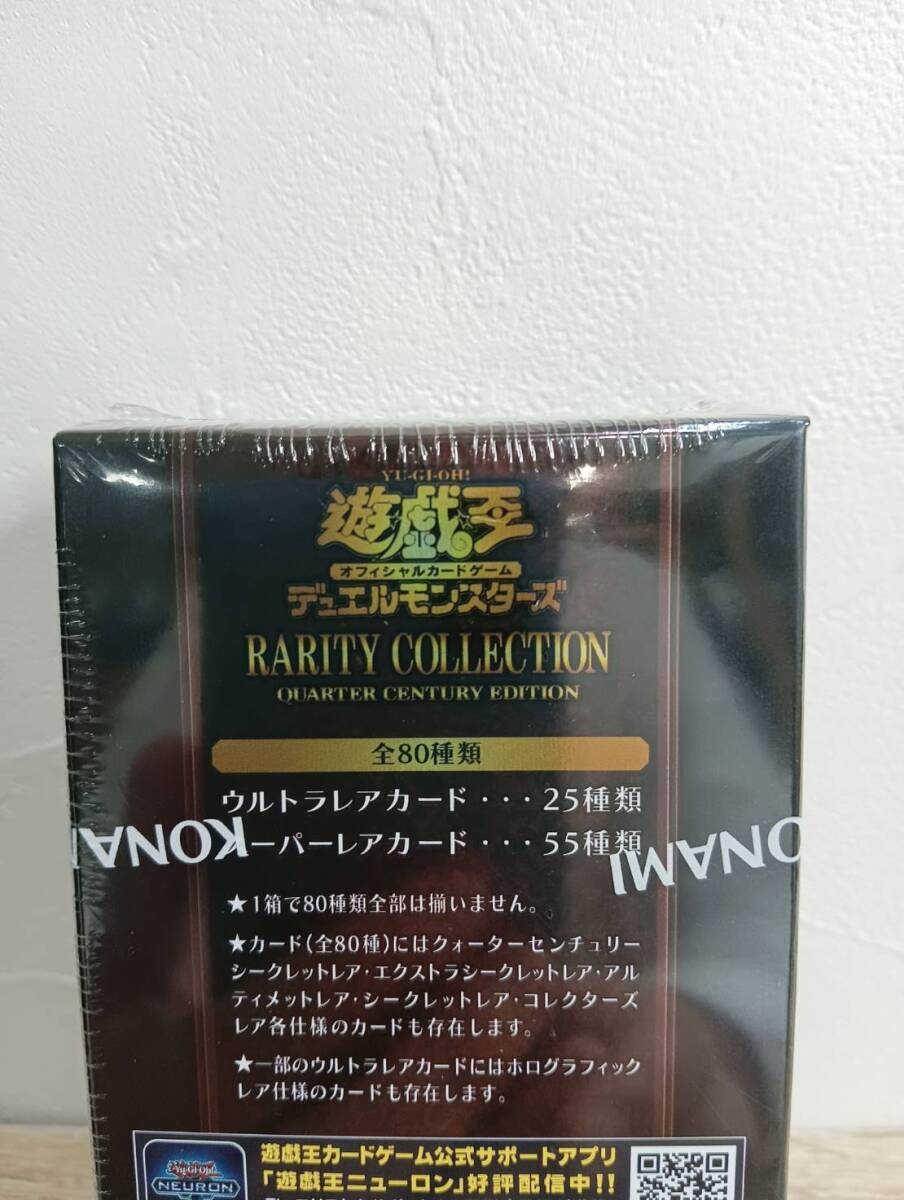 YU-GI-OH!
遊戯王
オフィシャルカードゲーム
デュエルモンスターズ
RARITY COLLECTION
QUARTER CENTURY EDITION
全80種類
ウルトラレアカード・・・25種類
ーパーレアカード・・・55種類
KONA
KONAMI
ONAMI
★1箱で80種類全部は揃いません。
★カード(全80種)にはクォーターセンチュリー
シークレットレア・エクストラシークレットレア・アル
ティメットレア・シークレットレア・コレクターズ
レア各仕様のカードも存在します。
★一部のウルトラレアカードにはホログラフィック
レア仕様のカードも存在します。
遊戯王カードゲーム公式サポートアプリ
「遊戯王ニューロン」好評配信中!!
Yu-Gi-Oh!
NEURON